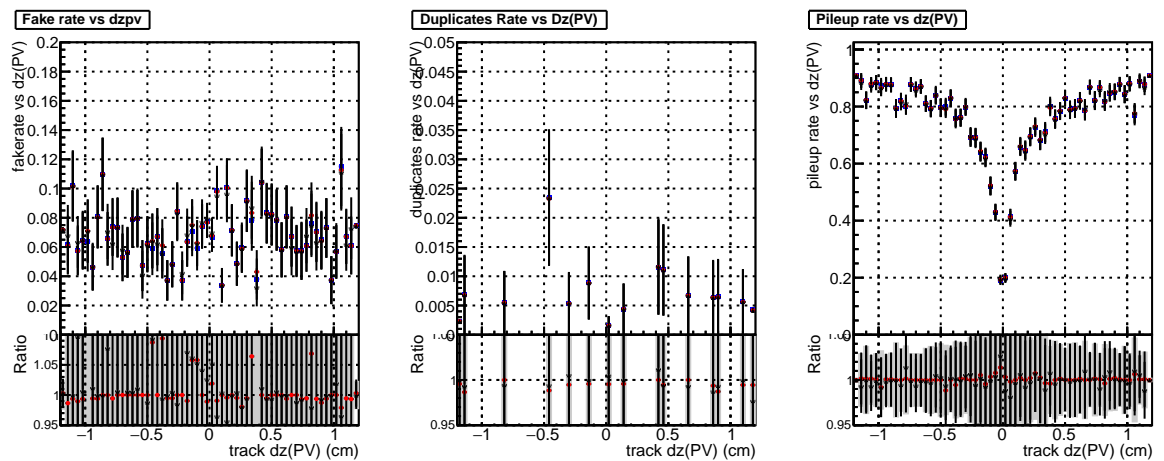 Fake rate vs dzpv
fakerate vs dz(PV)
0.2
0.18
0.16
0.14
0.12
0.1
0.08
0.06
0.04
0.02
0
Ratio
1.05
1
0.95
−1 −0.5 0 0.5 1
track dz(PV) (cm)
Duplicates Rate vs Dz(PV)
duplicates rate vs dz(PV)
0.05
0.045
0.04
0.035
0.03
0.025
0.02
0.015
0.01
0.005
0
Ratio
1
0.95
−1 −0.5 0 0.5 1
track dz(PV) (cm)
Pileup rate vs dz(PV)
pileup rate vs dz(PV)
1
0.8
0.6
0.4
0.2
0
Ratio
1
0.95
−1 −0.5 0 0.5 1
track dz(PV) (cm)